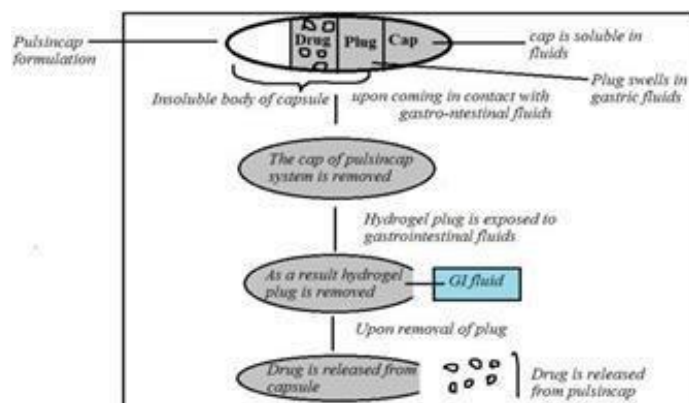 Pulsincap
formulation
Drug Plug Cap
cap is soluble in
fluids
Plug swells in
gastric fluids
Insoluble body of capsule
upon coming in contact with
gastro-ntestinal fluids
The cap of pulsincap
system is removed
Hydrogel plug is exposed to
gastrointestinal fluids
As a result hydrogel
plug is removed
GI fluid
Upon removal of plug
Drug is released from
capsule
Drug is released
from pulsincap